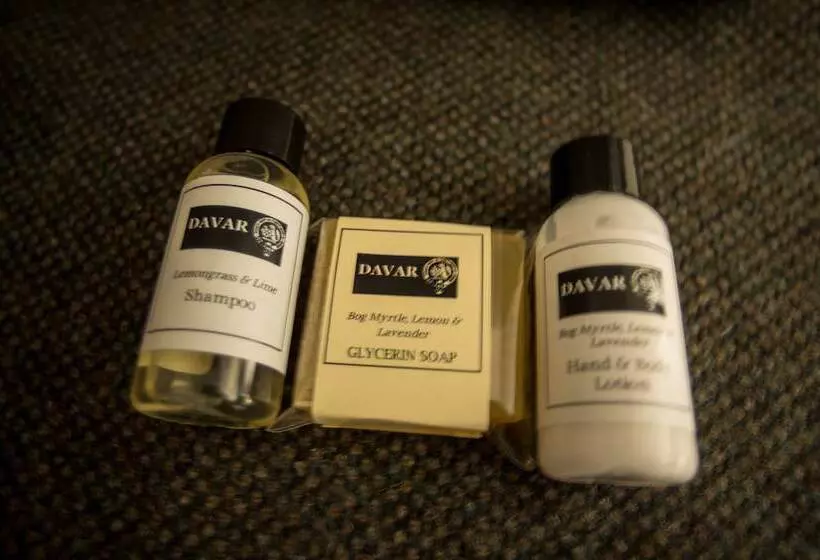 DAVAR
Lemongrass & Lime
Shampoo
DAVAR
Bog Myrtle, Lemon &
Lavender
GLYCERIN SOAP
DAVAR
Bog Myrtle, Lemon &
Lavender
Hand & Body
Lotion